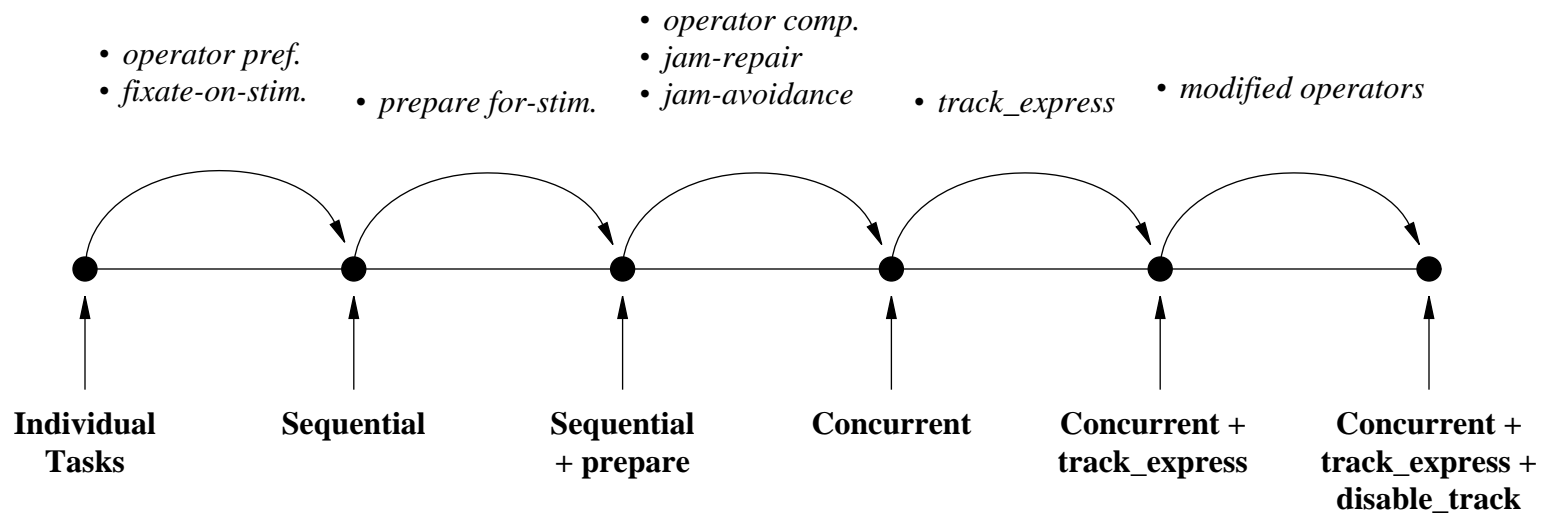 • operator pref.
• fixate-on-stim.
• prepare for-stim.
• operator comp.
• jam-repair
• jam-avoidance
• track_express
• modified operators
Individual
Tasks
Sequential
Sequential
+ prepare
Concurrent
Concurrent +
track_express
Concurrent +
track_express +
disable_track